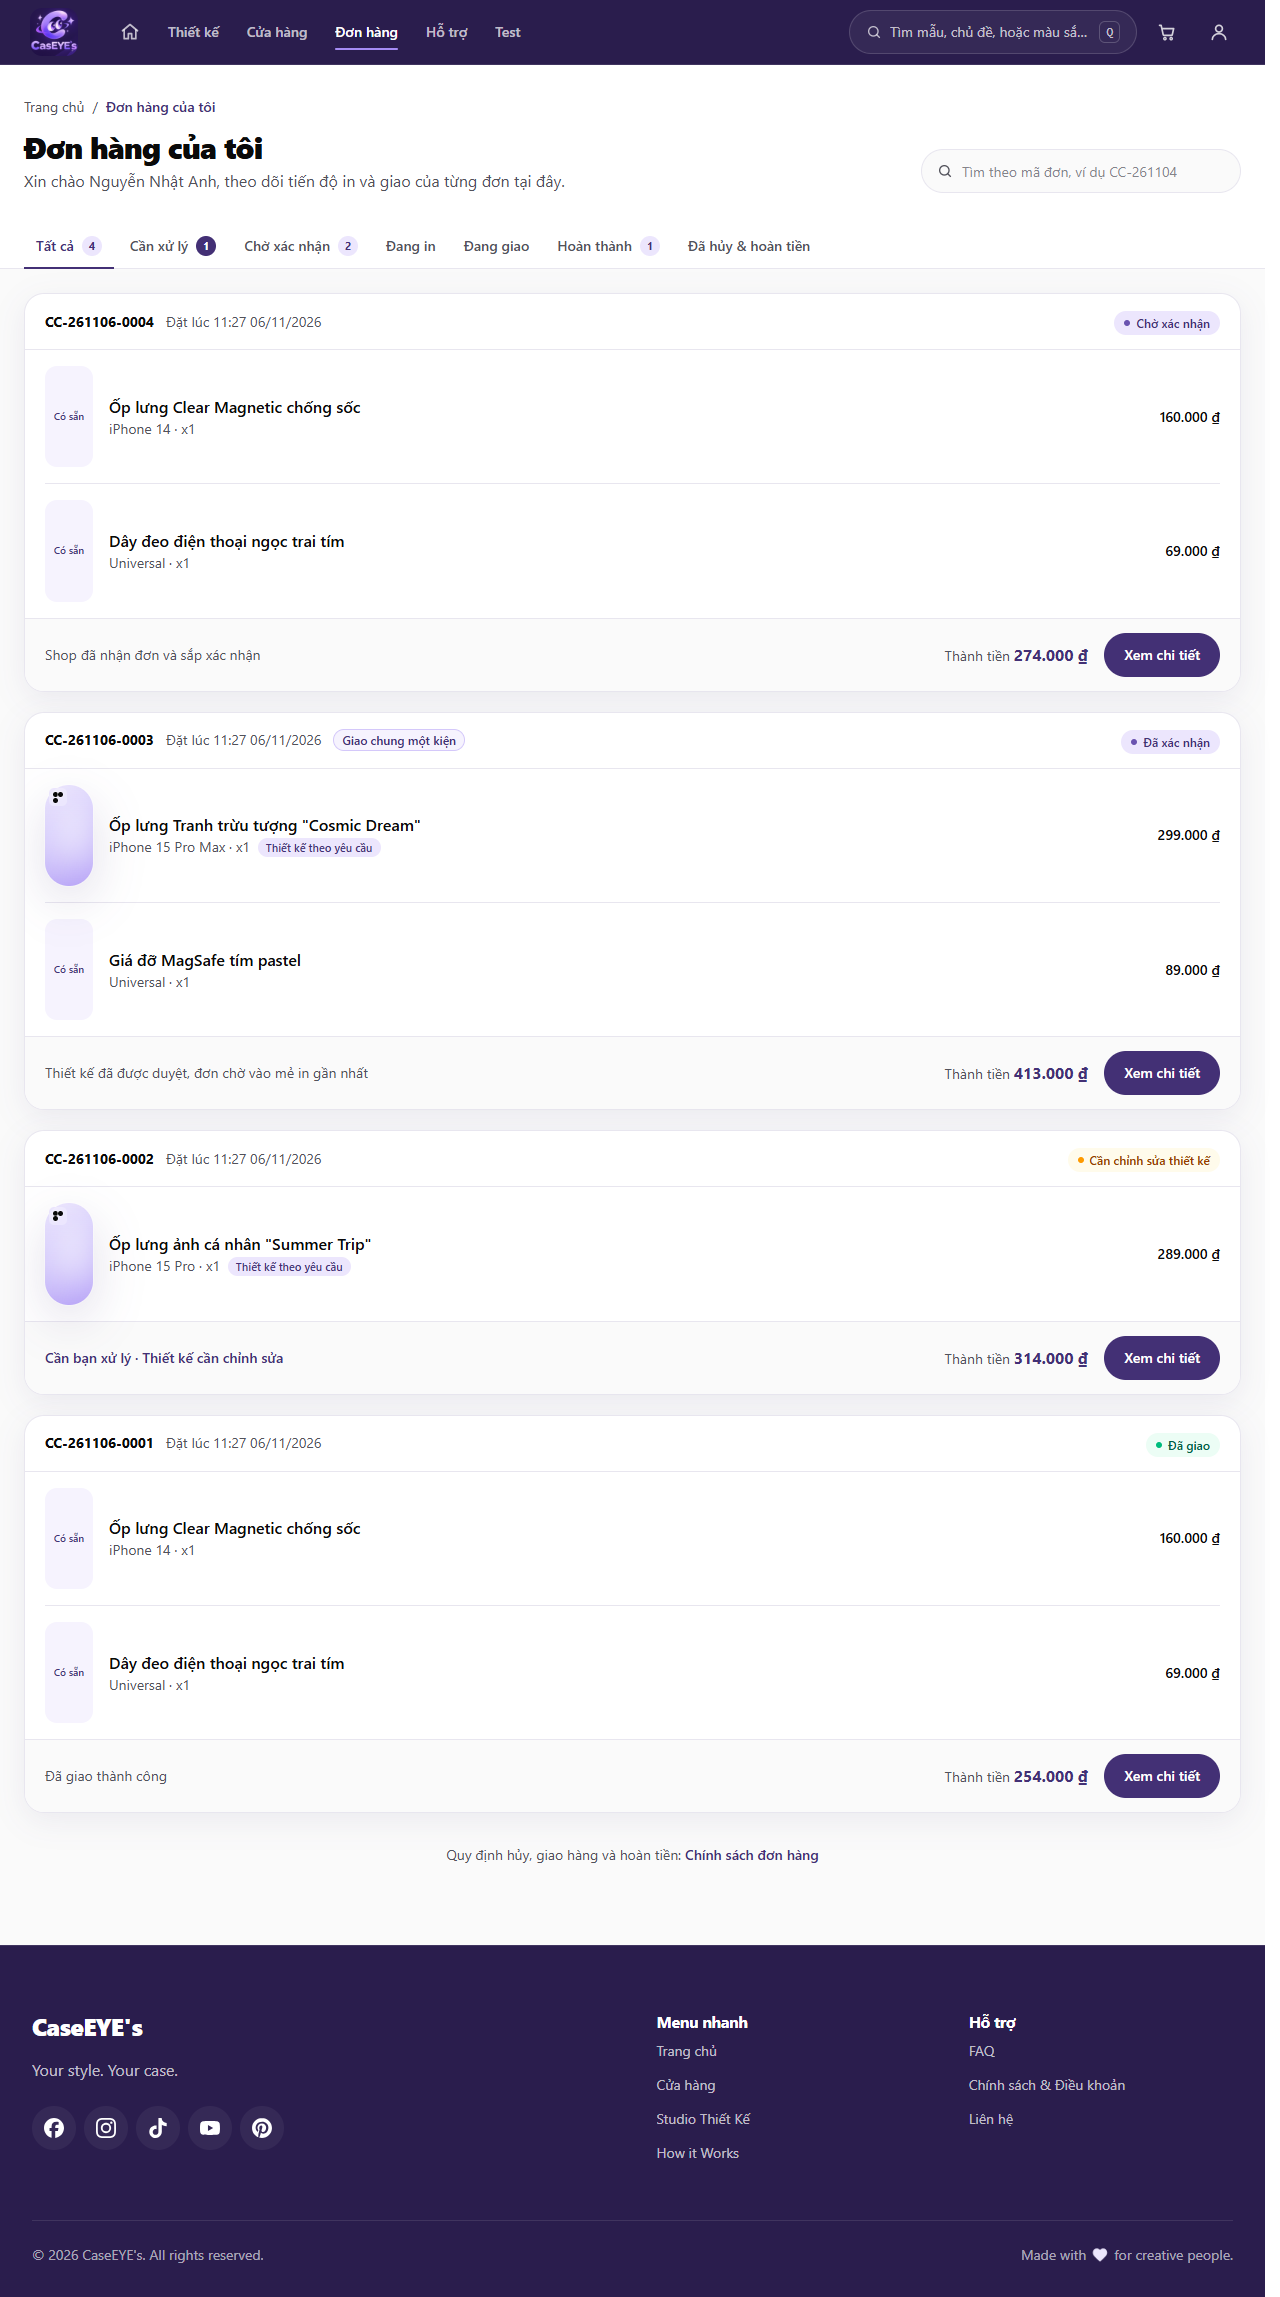 CasEYE's
Thiết kế
Cửa hàng
Đơn hàng
Hỗ trợ
Test
Tìm mẫu, chủ đề, hoặc màu sắ...
Q
Trang chủ / Đơn hàng của tôi
Đơn hàng của tôi
Xin chào Nguyễn Nhật Anh, theo dõi tiến độ in và giao của từng đơn tại đây.
Tìm theo mã đơn, ví dụ CC-261104
Tất cả 4
Cần xử lý 1
Chờ xác nhận 2
Đang in
Đang giao
Hoàn thành 1
Đã hủy & hoàn tiền
CC-261106-0004 Đặt lúc 11:27 06/11/2026
Chờ xác nhận
Có sẵn
Ốp lưng Clear Magnetic chống sốc
iPhone 14 · x1
160.000 ₫
Có sẵn
Dây đeo điện thoại ngọc trai tím
Universal · x1
69.000 ₫
Shop đã nhận đơn và sắp xác nhận
Thành tiền 274.000 ₫
Xem chi tiết
CC-261106-0003 Đặt lúc 11:27 06/11/2026 Giao chung một kiện
Đã xác nhận
Ốp lưng Tranh trừu tượng "Cosmic Dream"
iPhone 15 Pro Max · x1 Thiết kế theo yêu cầu
299.000 ₫
Có sẵn
Giá đỡ MagSafe tím pastel
Universal · x1
89.000 ₫
Thiết kế đã được duyệt, đơn chờ vào mẻ in gần nhất
Thành tiền 413.000 ₫
Xem chi tiết
CC-261106-0002 Đặt lúc 11:27 06/11/2026
Cần chỉnh sửa thiết kế
Ốp lưng ảnh cá nhân "Summer Trip"
iPhone 15 Pro · x1 Thiết kế theo yêu cầu
289.000 ₫
Cần bạn xử lý · Thiết kế cần chỉnh sửa
Thành tiền 314.000 ₫
Xem chi tiết
CC-261106-0001 Đặt lúc 11:27 06/11/2026
Đã giao
Có sẵn
Ốp lưng Clear Magnetic chống sốc
iPhone 14 · x1
160.000 ₫
Có sẵn
Dây đeo điện thoại ngọc trai tím
Universal · x1
69.000 ₫
Đã giao thành công
Thành tiền 254.000 ₫
Xem chi tiết
Quy định hủy, giao hàng và hoàn tiền: Chính sách đơn hàng
CaseEYE's
Your style. Your case.
Menu nhanh
Trang chủ
Cửa hàng
Studio Thiết Kế
How it Works
Hỗ trợ
FAQ
Chính sách & Điều khoản
Liên hệ
© 2026 CaseEYE's. All rights reserved.
Made with 🤍 for creative people.